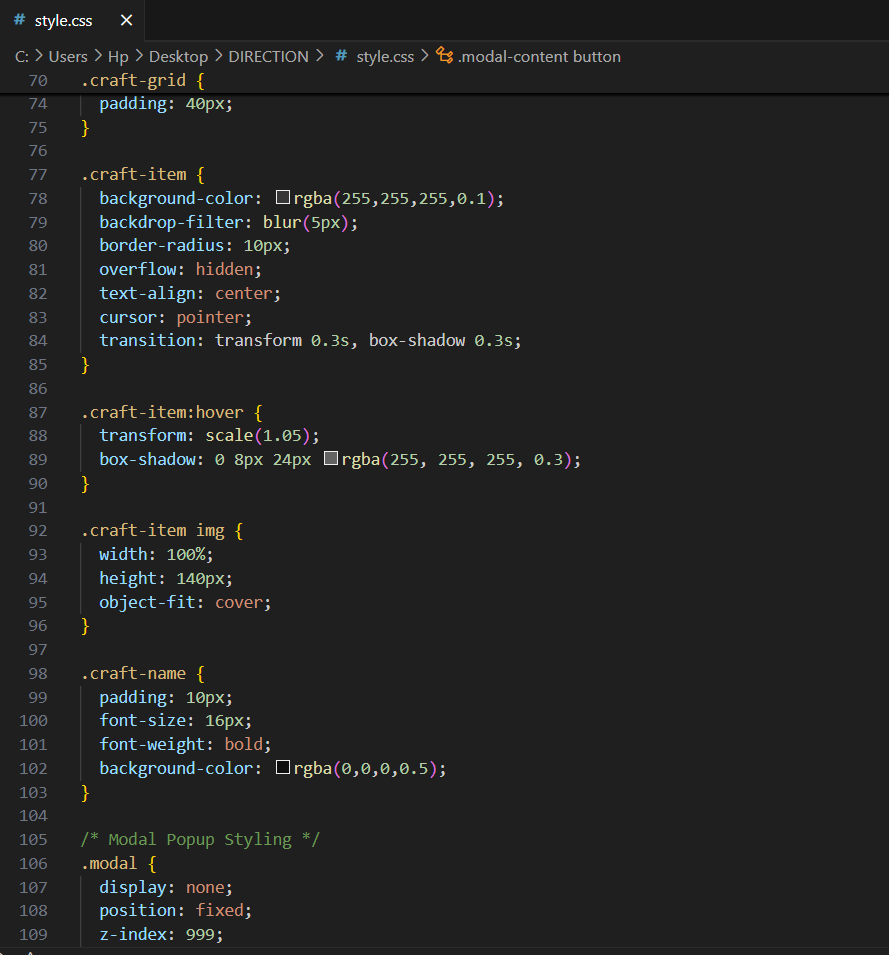 # style.css ×
C: > Users > Hp > Desktop > DIRECTION > # style.css > .modal-content button
70 .craft-grid {
74 padding: 40px;
75 }
76
77 .craft-item {
78 background-color: rgba(255,255,255,0.1);
79 backdrop-filter: blur(5px);
80 border-radius: 10px;
81 overflow: hidden;
82 text-align: center;
83 cursor: pointer;
84 transition: transform 0.3s, box-shadow 0.3s;
85 }
86
87 .craft-item:hover {
88 transform: scale(1.05);
89 box-shadow: 0 8px 24px rgba(255, 255, 255, 0.3);
90 }
91
92 .craft-item img {
93 width: 100%;
94 height: 140px;
95 object-fit: cover;
96 }
97
98 .craft-name {
99 padding: 10px;
100 font-size: 16px;
101 font-weight: bold;
102 background-color: rgba(0,0,0,0.5);
103 }
104
105 /* Modal Popup Styling */
106 .modal {
107 display: none;
108 position: fixed;
109 z-index: 999;